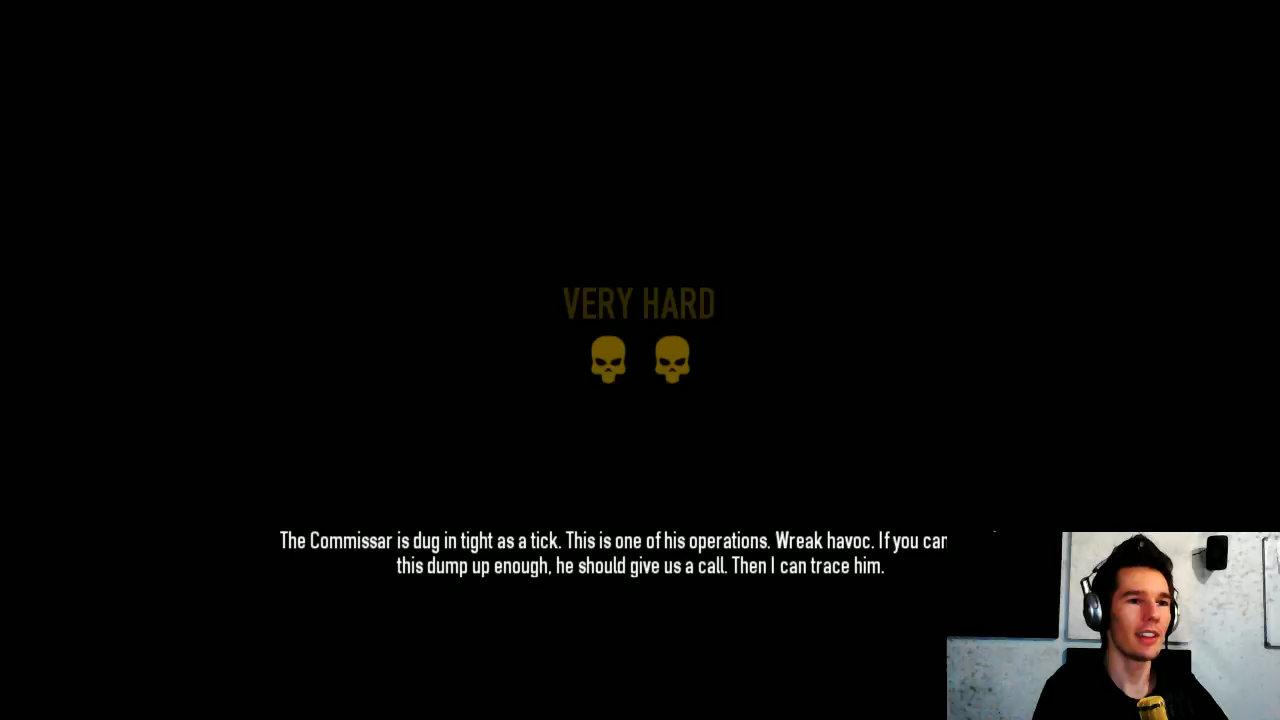 VERY HARD
The Commissar is dug in tight as a tick. This is one of his operations. Wreak havoc. If you can
this dump up enough, he should give us a call. Then I can trace him.